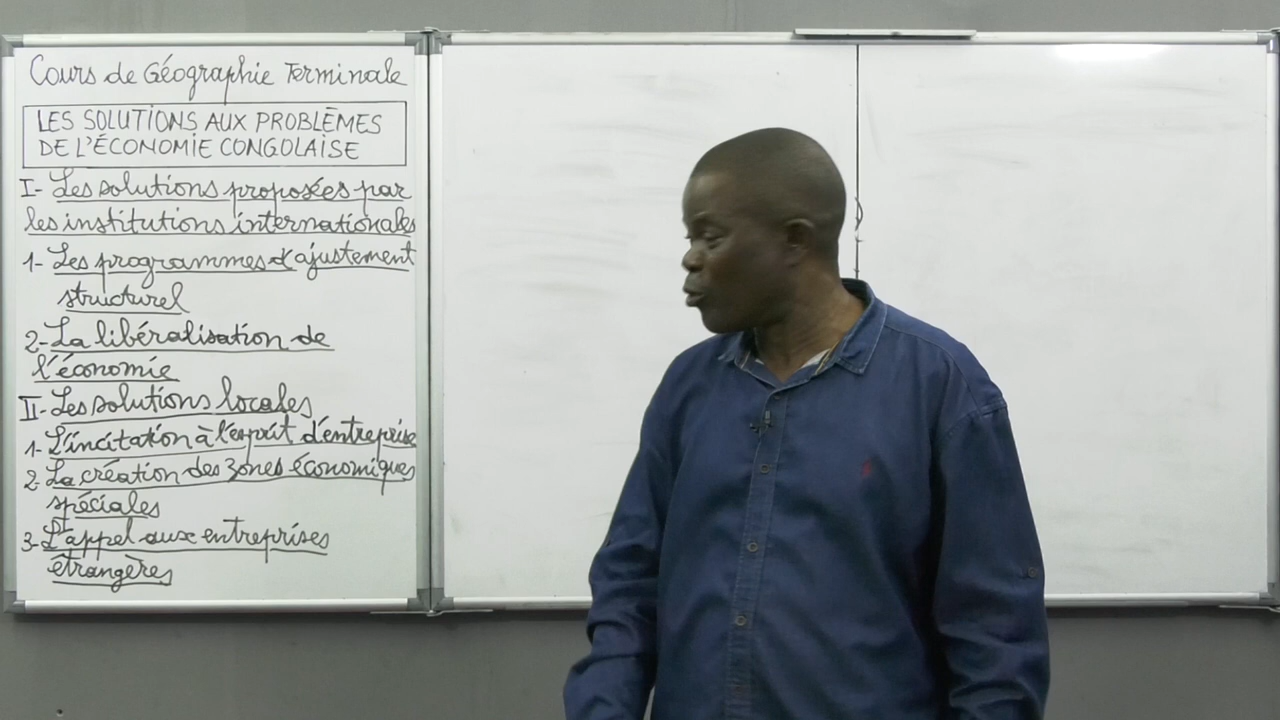 Cours de Géographie Terminale
LES SOLUTIONS AUX PROBLÈMES
DE L'ÉCONOMIE CONGOLAISE
I- Les solutions proposées par
les institutions internationales
1- Les programmes d'ajustement
structurel
2- La libéralisation de
l'économie
II- Les solutions locales
1- L'incitation à l'esprit d'entreprise
2 La création des zones économiques
spéciales
3- L'appel aux entreprises
étrangères